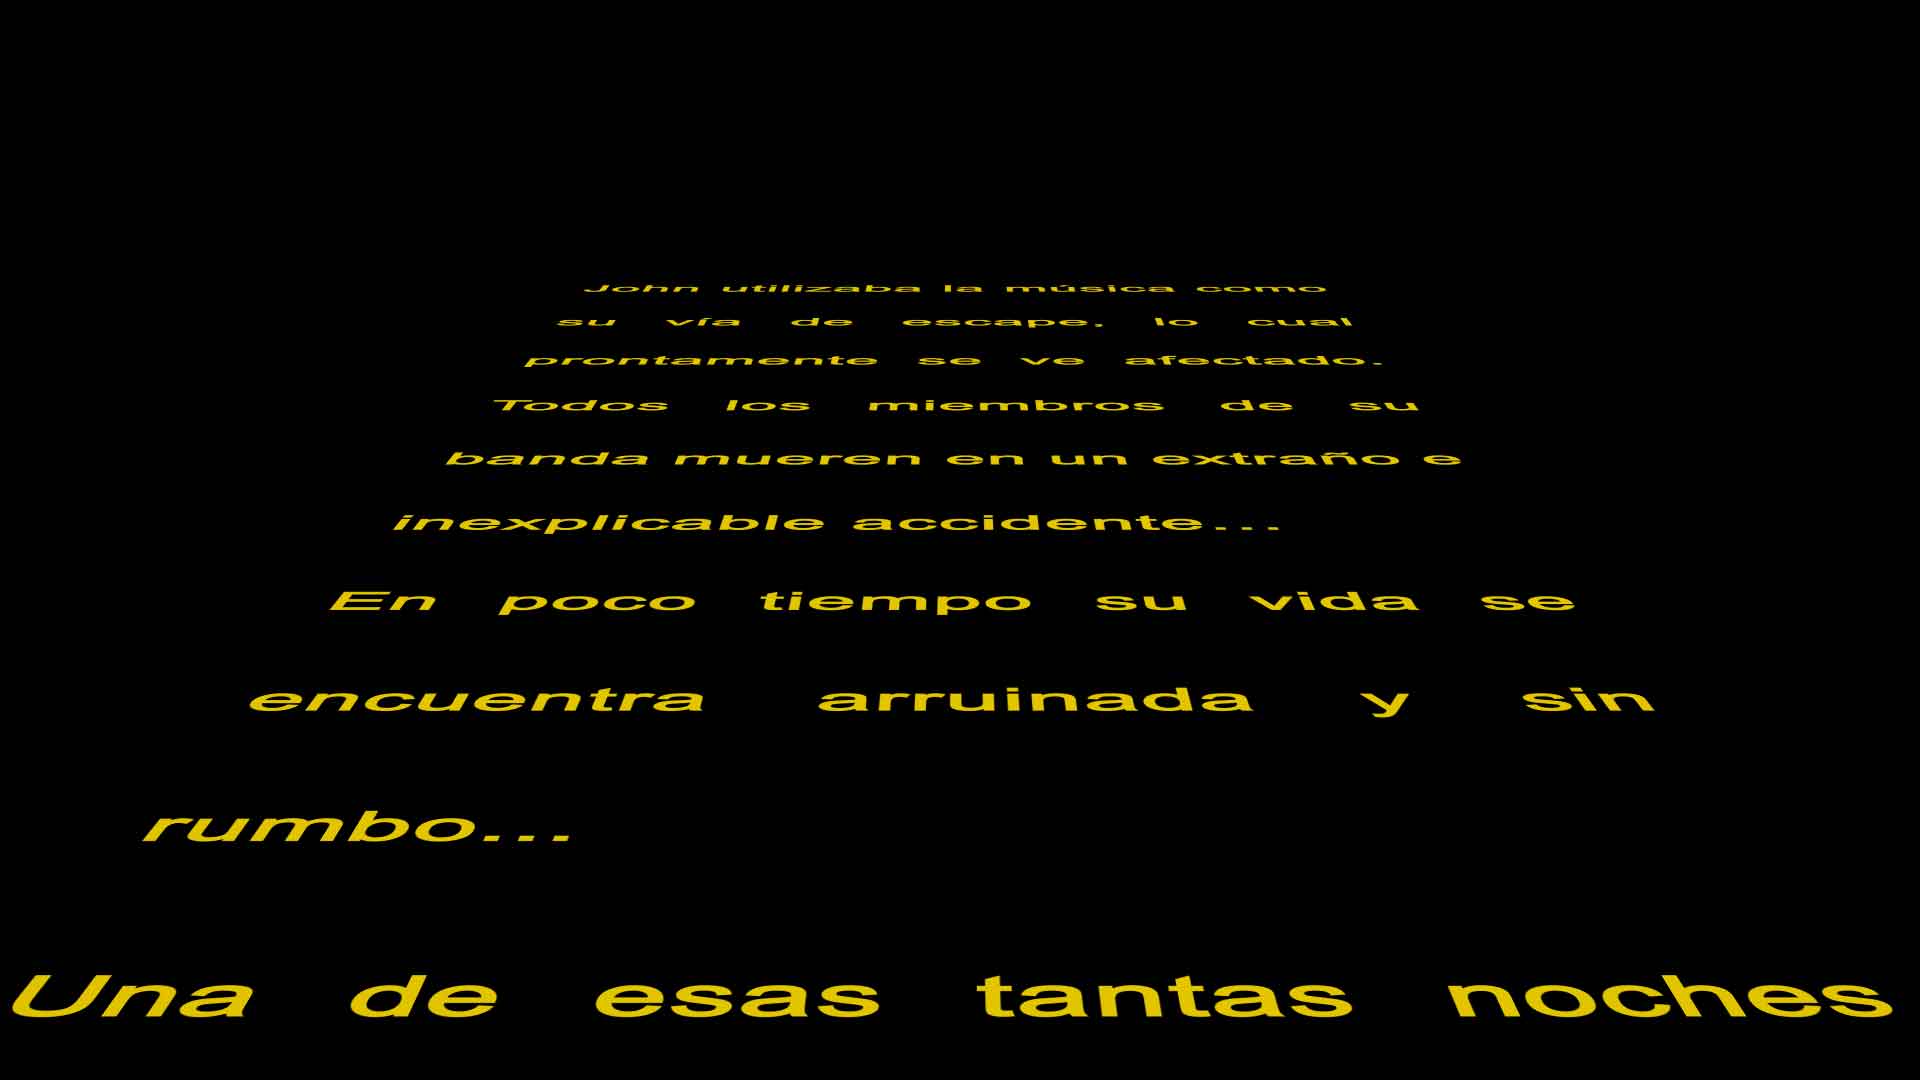 John utilizaba la música como
su vía de escape, lo cual
prontamente se ve afectado.
Todos los miembros de su
banda mueren en un extraño e
inexplicable accidente...
En poco tiempo su vida se
encuentra arruinada y sin
rumbo...
Una de esas tantas noches